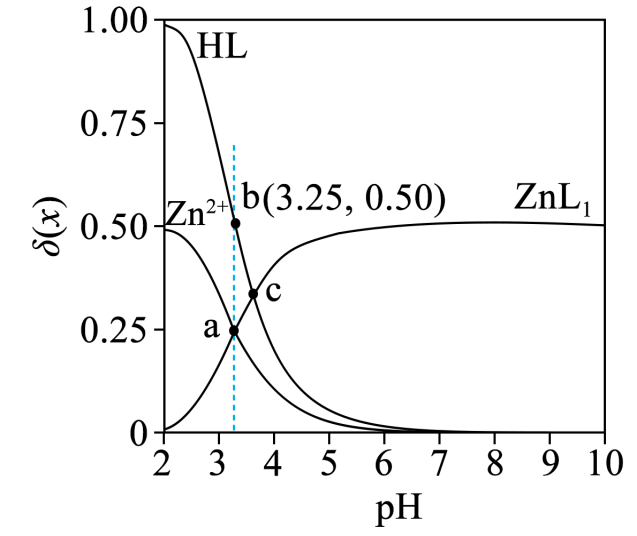 1.00
HL
0.75
b(3.25, 0.50)
ZnL₁
Zn²⁺
0.50
δ(x)
c
a
0.25
0
2 3 4 5 6 7 8 9 10
pH